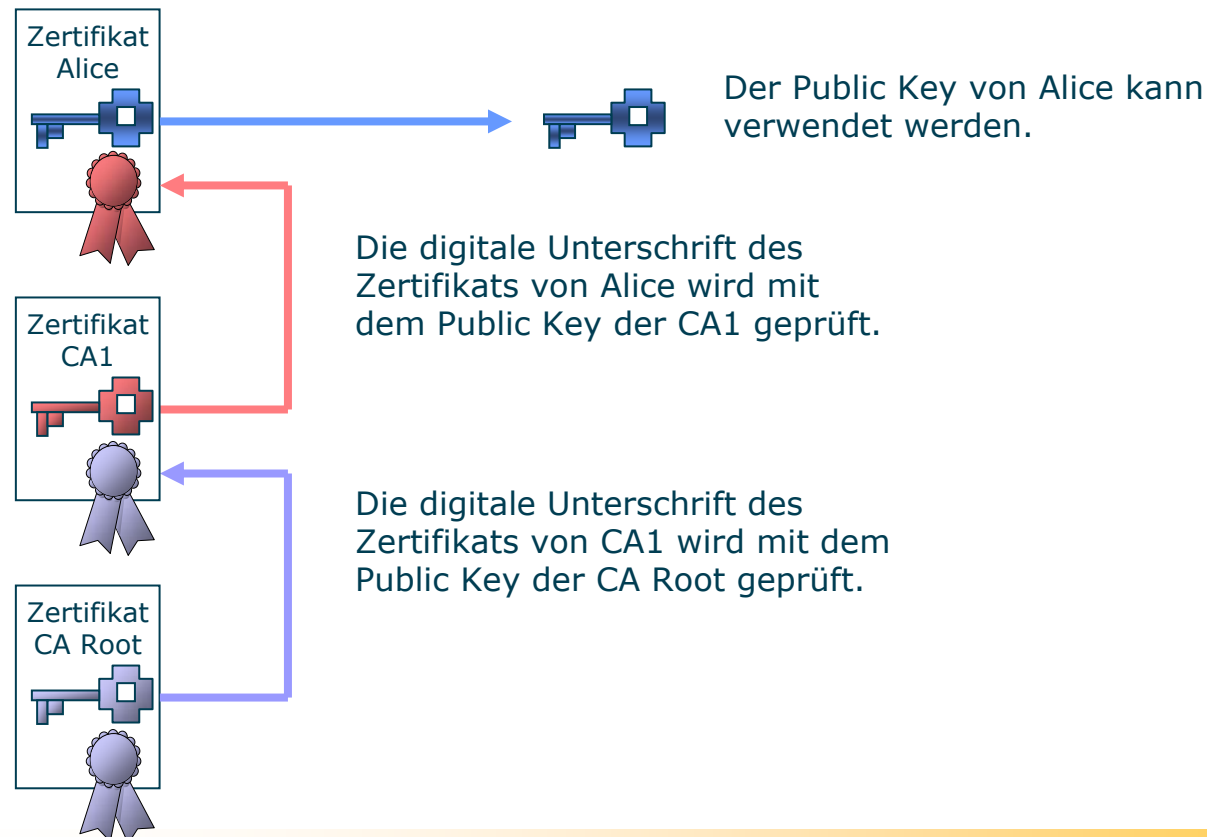 Zertifikat
Alice
Der Public Key von Alice kann
verwendet werden.
Die digitale Unterschrift des
Zertifikats von Alice wird mit
dem Public Key der CA1 geprüft.
Zertifikat
CA1
Die digitale Unterschrift des
Zertifikats von CA1 wird mit dem
Public Key der CA Root geprüft.
Zertifikat
CA Root